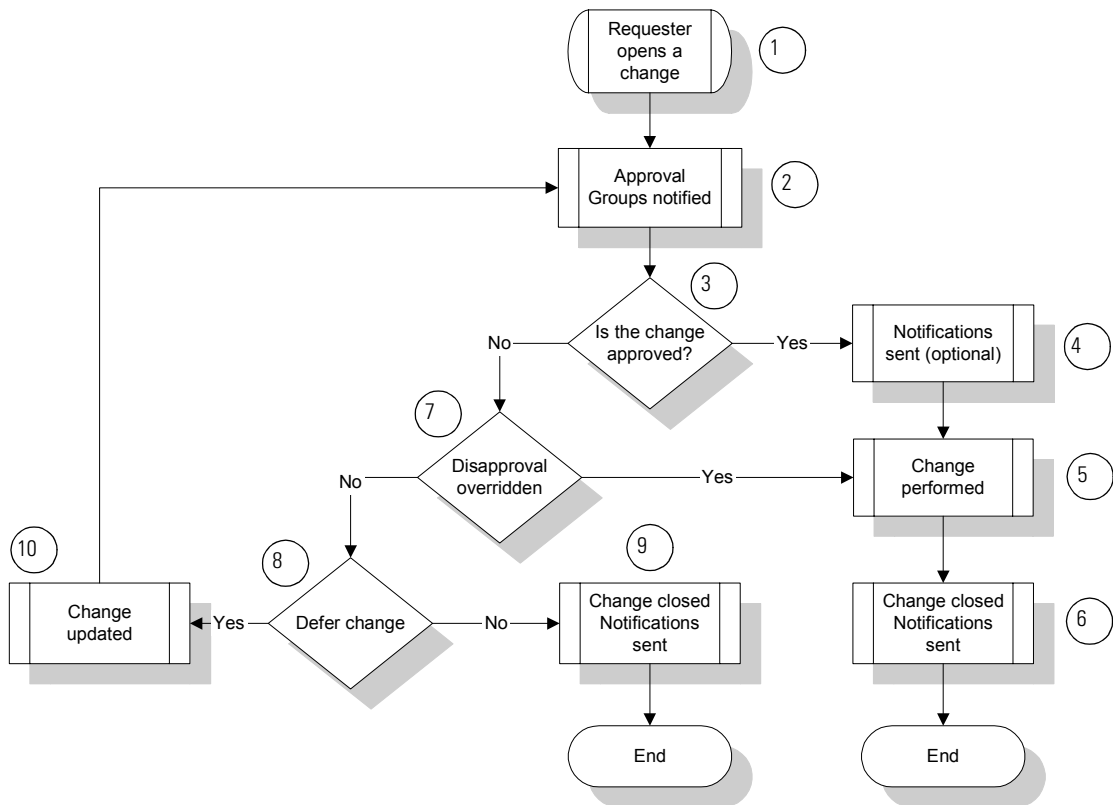 Requester
opens a
change
1
Approval
Groups notified
2
3
Is the change
approved?
No
Yes
Notifications
sent (optional)
4
7
Disapproval
overridden
No
Yes
Change
performed
5
10
Change
updated
8
Defer change
Yes
No
9
Change closed
Notifications
sent
Change closed
Notifications
sent
6
End
End